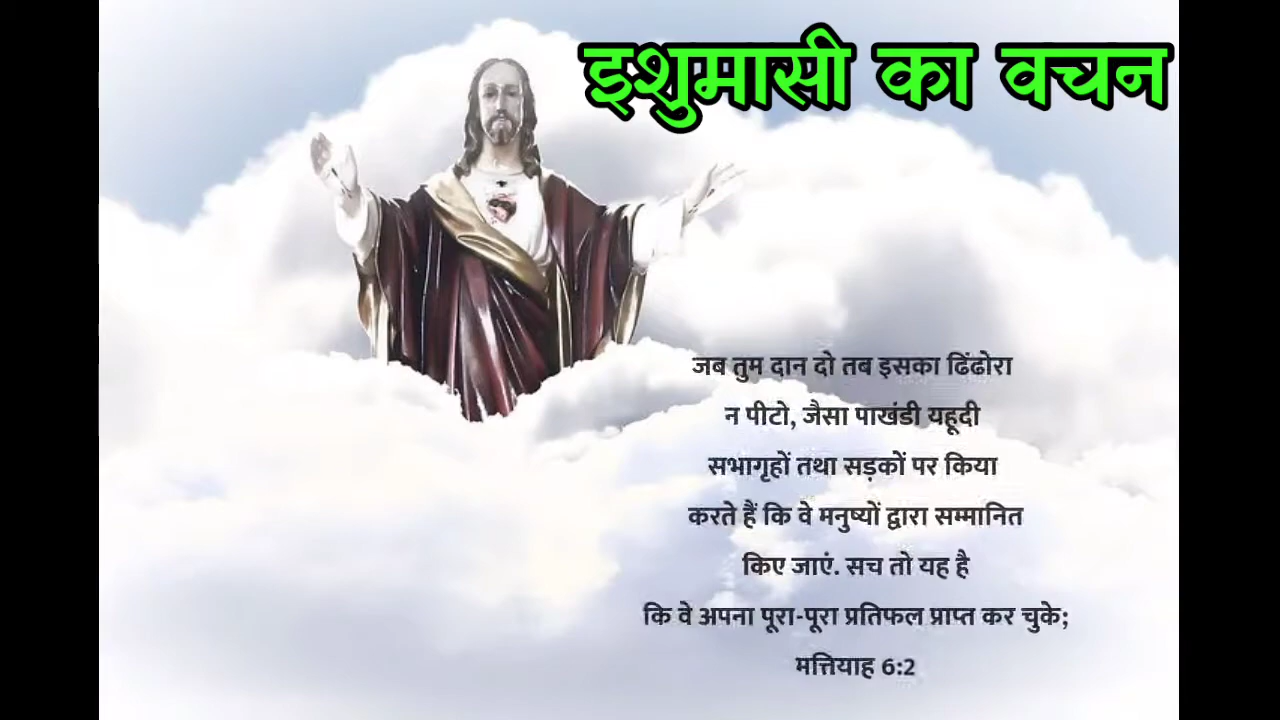 इशुमासी का वचन
जब तुम दान दो तब इसका ढिंढोरा
न पीटो, जैसा पाखंडी यहूदी
सभागृहों तथा सड़कों पर किया
करते हैं कि वे मनुष्यों द्वारा सम्मानित
किए जाएं. सच तो यह है
कि वे अपना पूरा-पूरा प्रतिफल प्राप्त कर चुके;
मत्तियाह 6:2